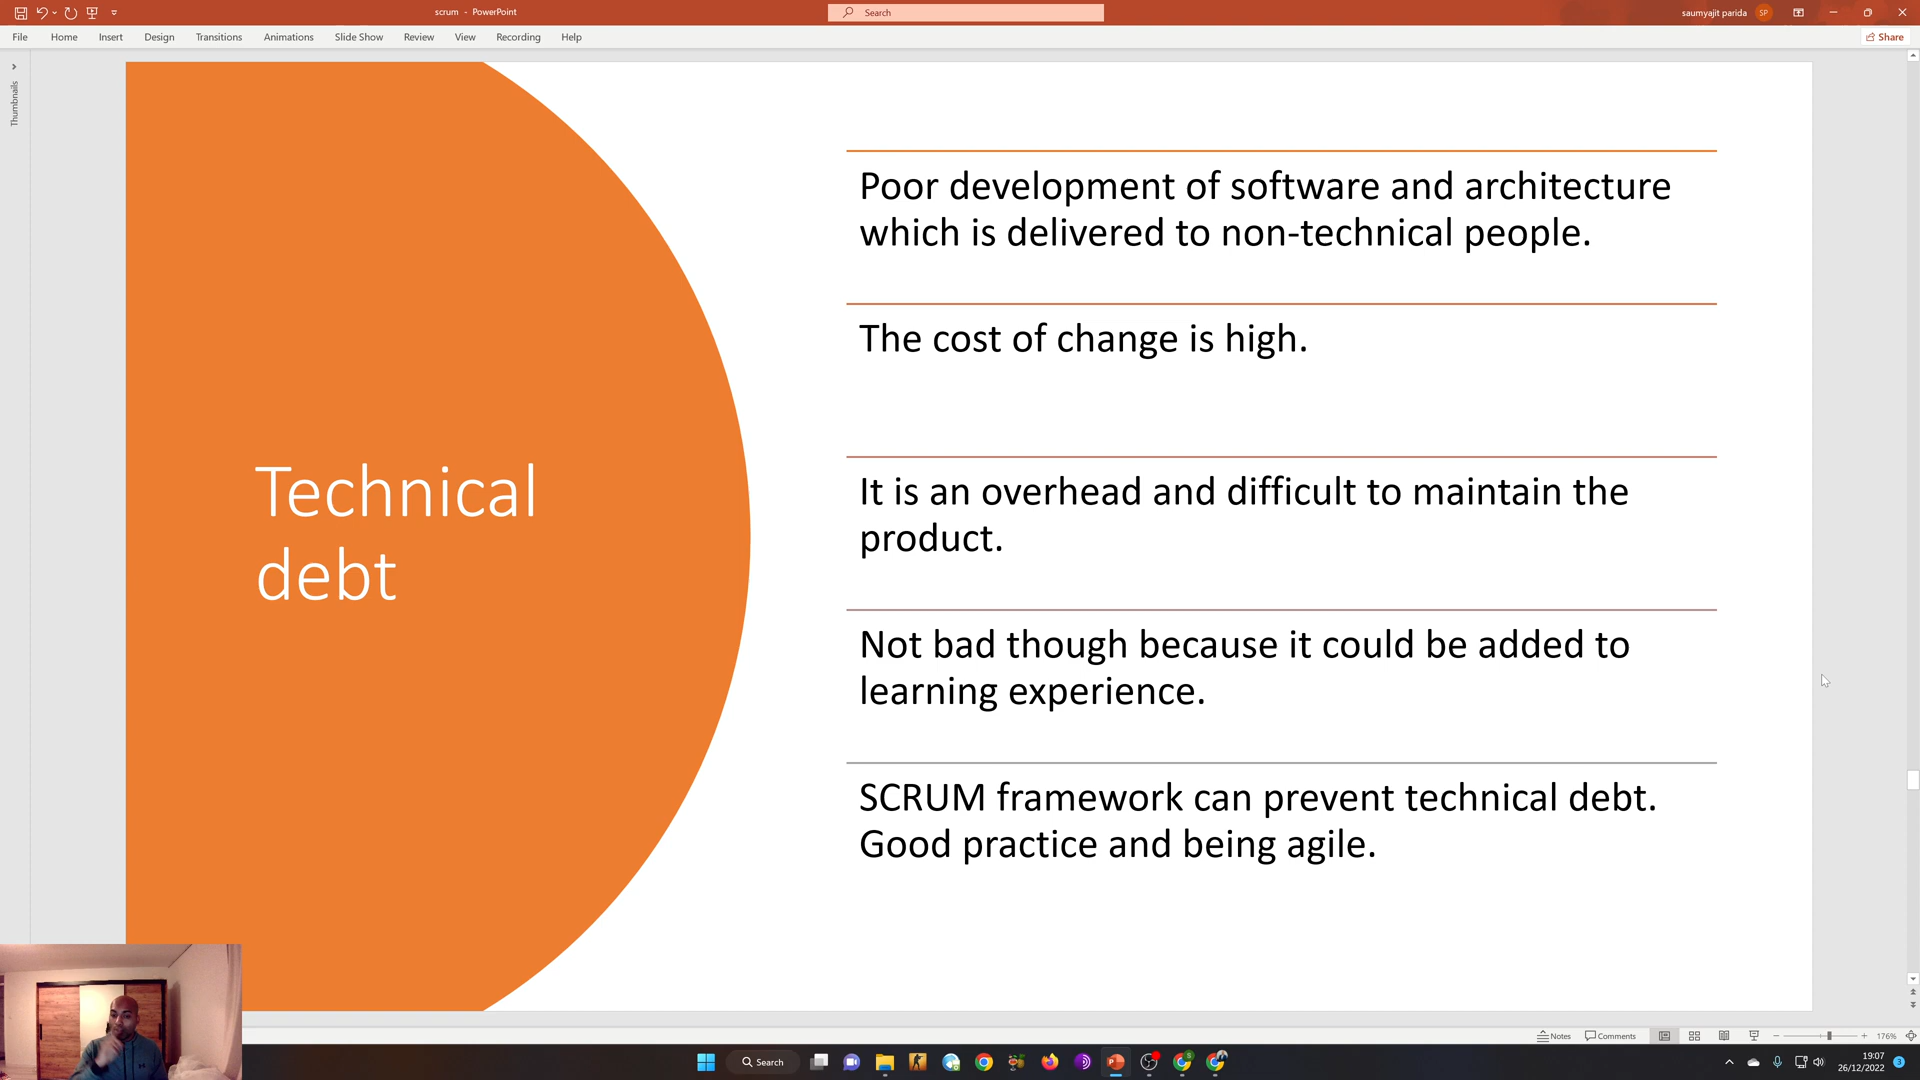 scrum - PowerPoint
Search
saumyajit parida
SP
File
Home
Insert
Design
Transitions
Animations
Slide Show
Review
View
Recording
Help
Share
Thumbnails
Technical
debt
Poor development of software and architecture
which is delivered to non-technical people.
The cost of change is high.
It is an overhead and difficult to maintain the
product.
Not bad though because it could be added to
learning experience.
SCRUM framework can prevent technical debt.
Good practice and being agile.
Notes
Comments
176%
Search
19:07
26/12/2022
3